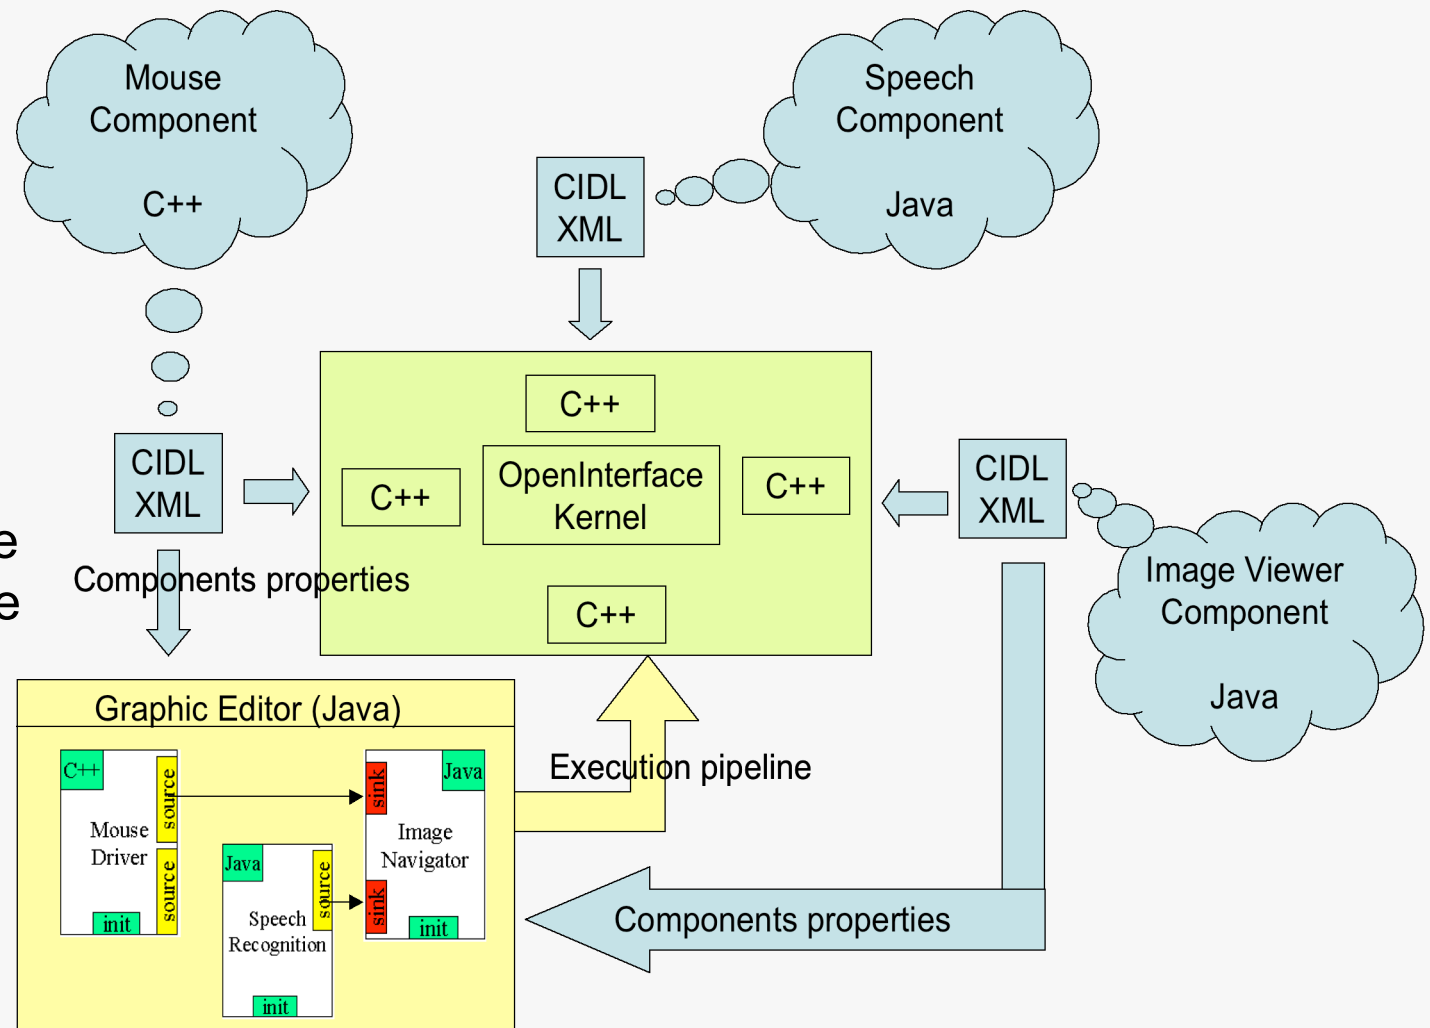 Mouse
Component
C++
Speech
Component
Java
CIDL
XML
C++
CIDL
XML
OpenInterface
Kernel
C++
C++
CIDL
XML
e
e
Components properties
C++
Image Viewer
Component
Java
Graphic Editor (Java)
Execution pipeline
C++
source
Mouse
Driver
source
init
Java
source
Speech
Recognition
init
sink
Java
Image
Navigator
sink
init
Components properties